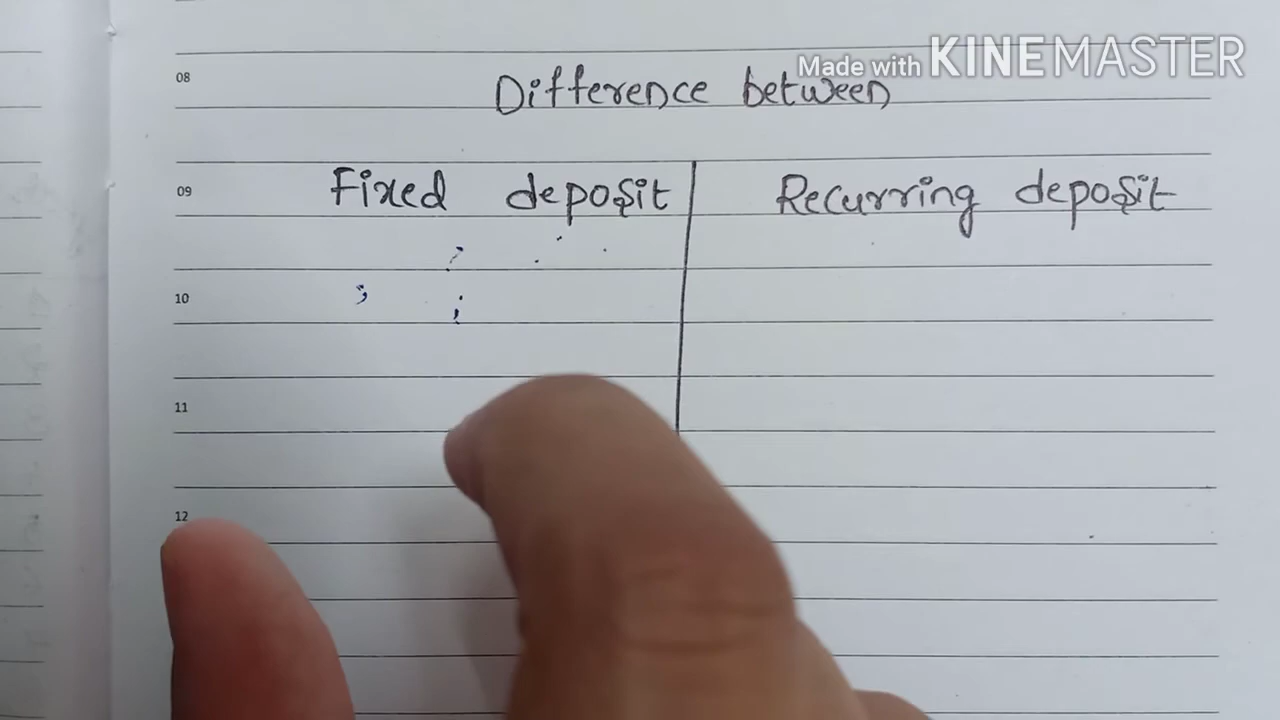 Made with KINEMASTER
08
Difference between
09 Fixed deposit Recurring deposit
10
11
12